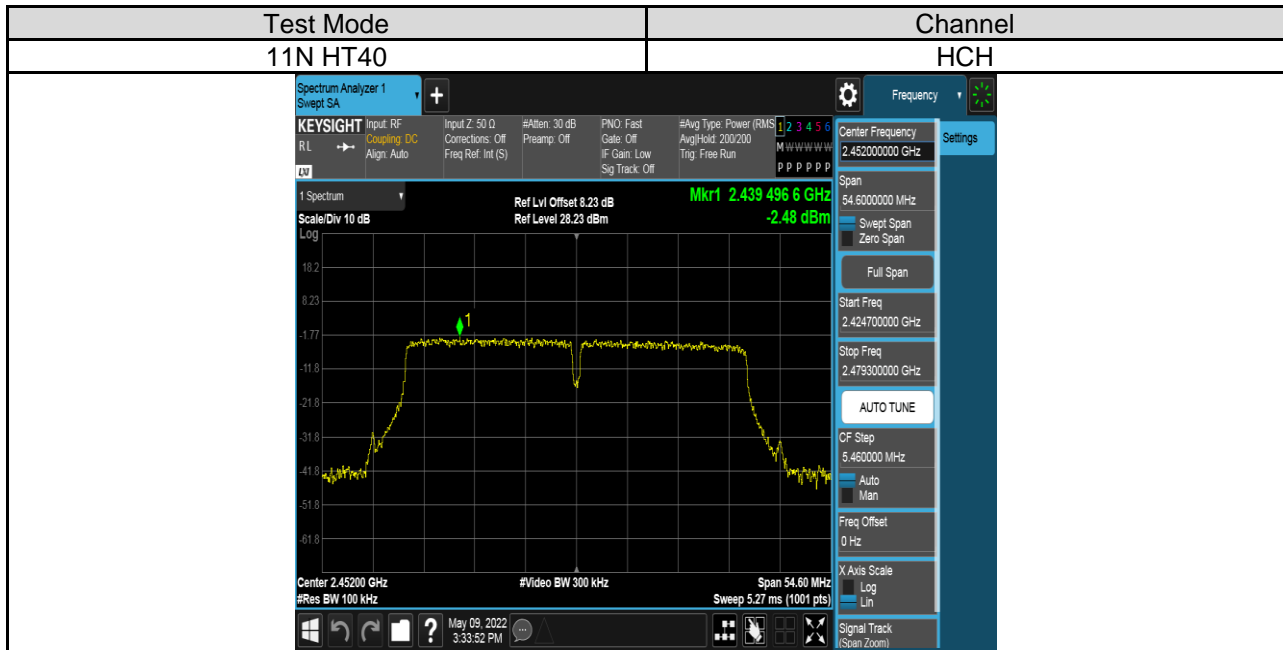 Test Mode
Channel
11N HT40
HCH
Spectrum Analyzer 1
Swept SA
+
Frequency
KEYSIGHT
RL
LXI
Input: RF
Coupling: DC
Align: Auto
Input Z: 50 Ω
Corrections: Off
Freq Ref: Int (S)
#Atten: 30 dB
Preamp: Off
PNO: Fast
Gate: Off
IF Gain: Low
Sig Track: Off
#Avg Type: Power (RMS
Avg|Hold: 200/200
Trig: Free Run
1 2 3 4 5 6
M W W W W W
P P P P P P
Center Frequency
2.452000000 GHz
Settings
1 Spectrum
Scale/Div 10 dB
Log
Ref Lvl Offset 8.23 dB
Ref Level 28.23 dBm
Mkr1 2.439 496 6 GHz
-2.48 dBm
18.2
8.23
-1.77
-11.8
-21.8
-31.8
-41.8
-51.8
-61.8
1
Center 2.45200 GHz
#Res BW 100 kHz
#Video BW 300 kHz
Span 54.60 MHz
Sweep 5.27 ms (1001 pts)
Span
54.6000000 MHz
Swept Span
Zero Span
Full Span
Start Freq
2.424700000 GHz
Stop Freq
2.479300000 GHz
AUTO TUNE
CF Step
5.460000 MHz
Auto
Man
Freq Offset
0 Hz
X Axis Scale
Log
Lin
Signal Track
(Span Zoom)
?
May 09, 2022
3:33:52 PM